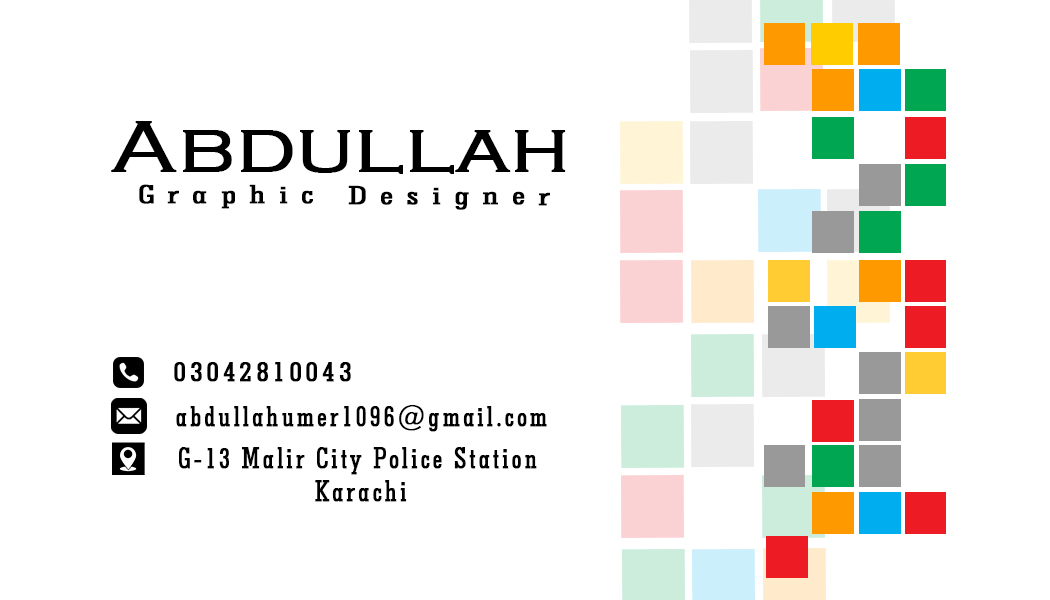 ABDULLAH
Graphic Designer
03042810043
abdullahumer1096@gmail.com
G-13 Malir City Police Station
Karachi